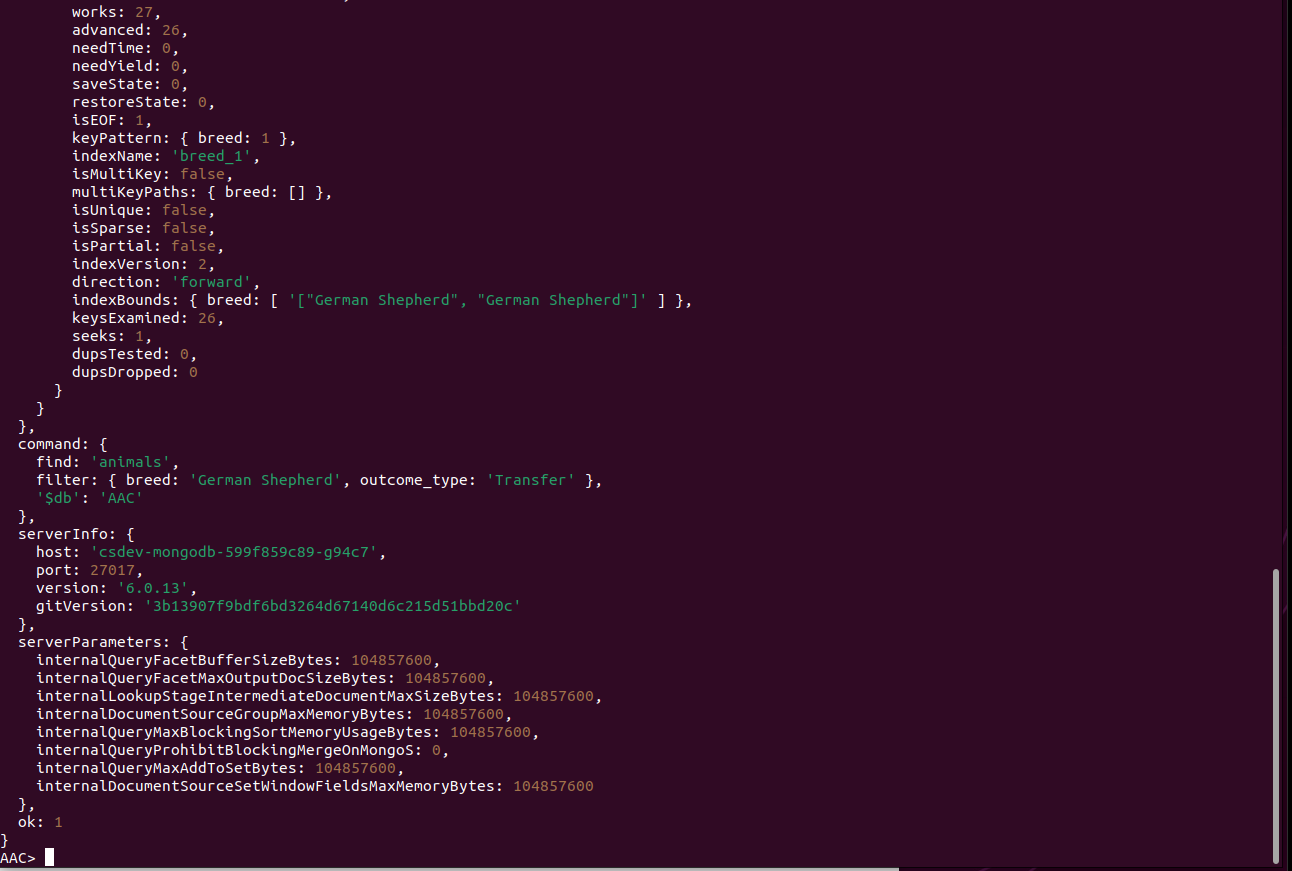 works: 27,
advanced: 26,
needTime: 0,
needYield: 0,
saveState: 0,
restoreState: 0,
isEOF: 1,
keyPattern: { breed: 1 },
indexName: 'breed_1',
isMultiKey: false,
multiKeyPaths: { breed: [] },
isUnique: false,
isSparse: false,
isPartial: false,
indexVersion: 2,
direction: 'forward',
indexBounds: { breed: [ '["German Shepherd", "German Shepherd"]' ] },
keysExamined: 26,
seeks: 1,
dupsTested: 0,
dupsDropped: 0
}
}
},
command: {
find: 'animals',
filter: { breed: 'German Shepherd', outcome_type: 'Transfer' },
'$db': 'AAC'
},
serverInfo: {
host: 'csdev-mongodb-599f859c89-g94c7',
port: 27017,
version: '6.0.13',
gitVersion: '3b13907f9bdf6bd3264d67140d6c215d51bbd20c'
},
serverParameters: {
internalQueryFacetBufferSizeBytes: 104857600,
internalQueryFacetMaxOutputDocSizeBytes: 104857600,
internalLookupStageIntermediateDocumentMaxSizeBytes: 104857600,
internalDocumentSourceGroupMaxMemoryBytes: 104857600,
internalQueryMaxBlockingSortMemoryUsageBytes: 104857600,
internalQueryProhibitBlockingMergeOnMongoS: 0,
internalQueryMaxAddToSetBytes: 104857600,
internalDocumentSourceSetWindowFieldsMaxMemoryBytes: 104857600
},
ok: 1
}
AAC>